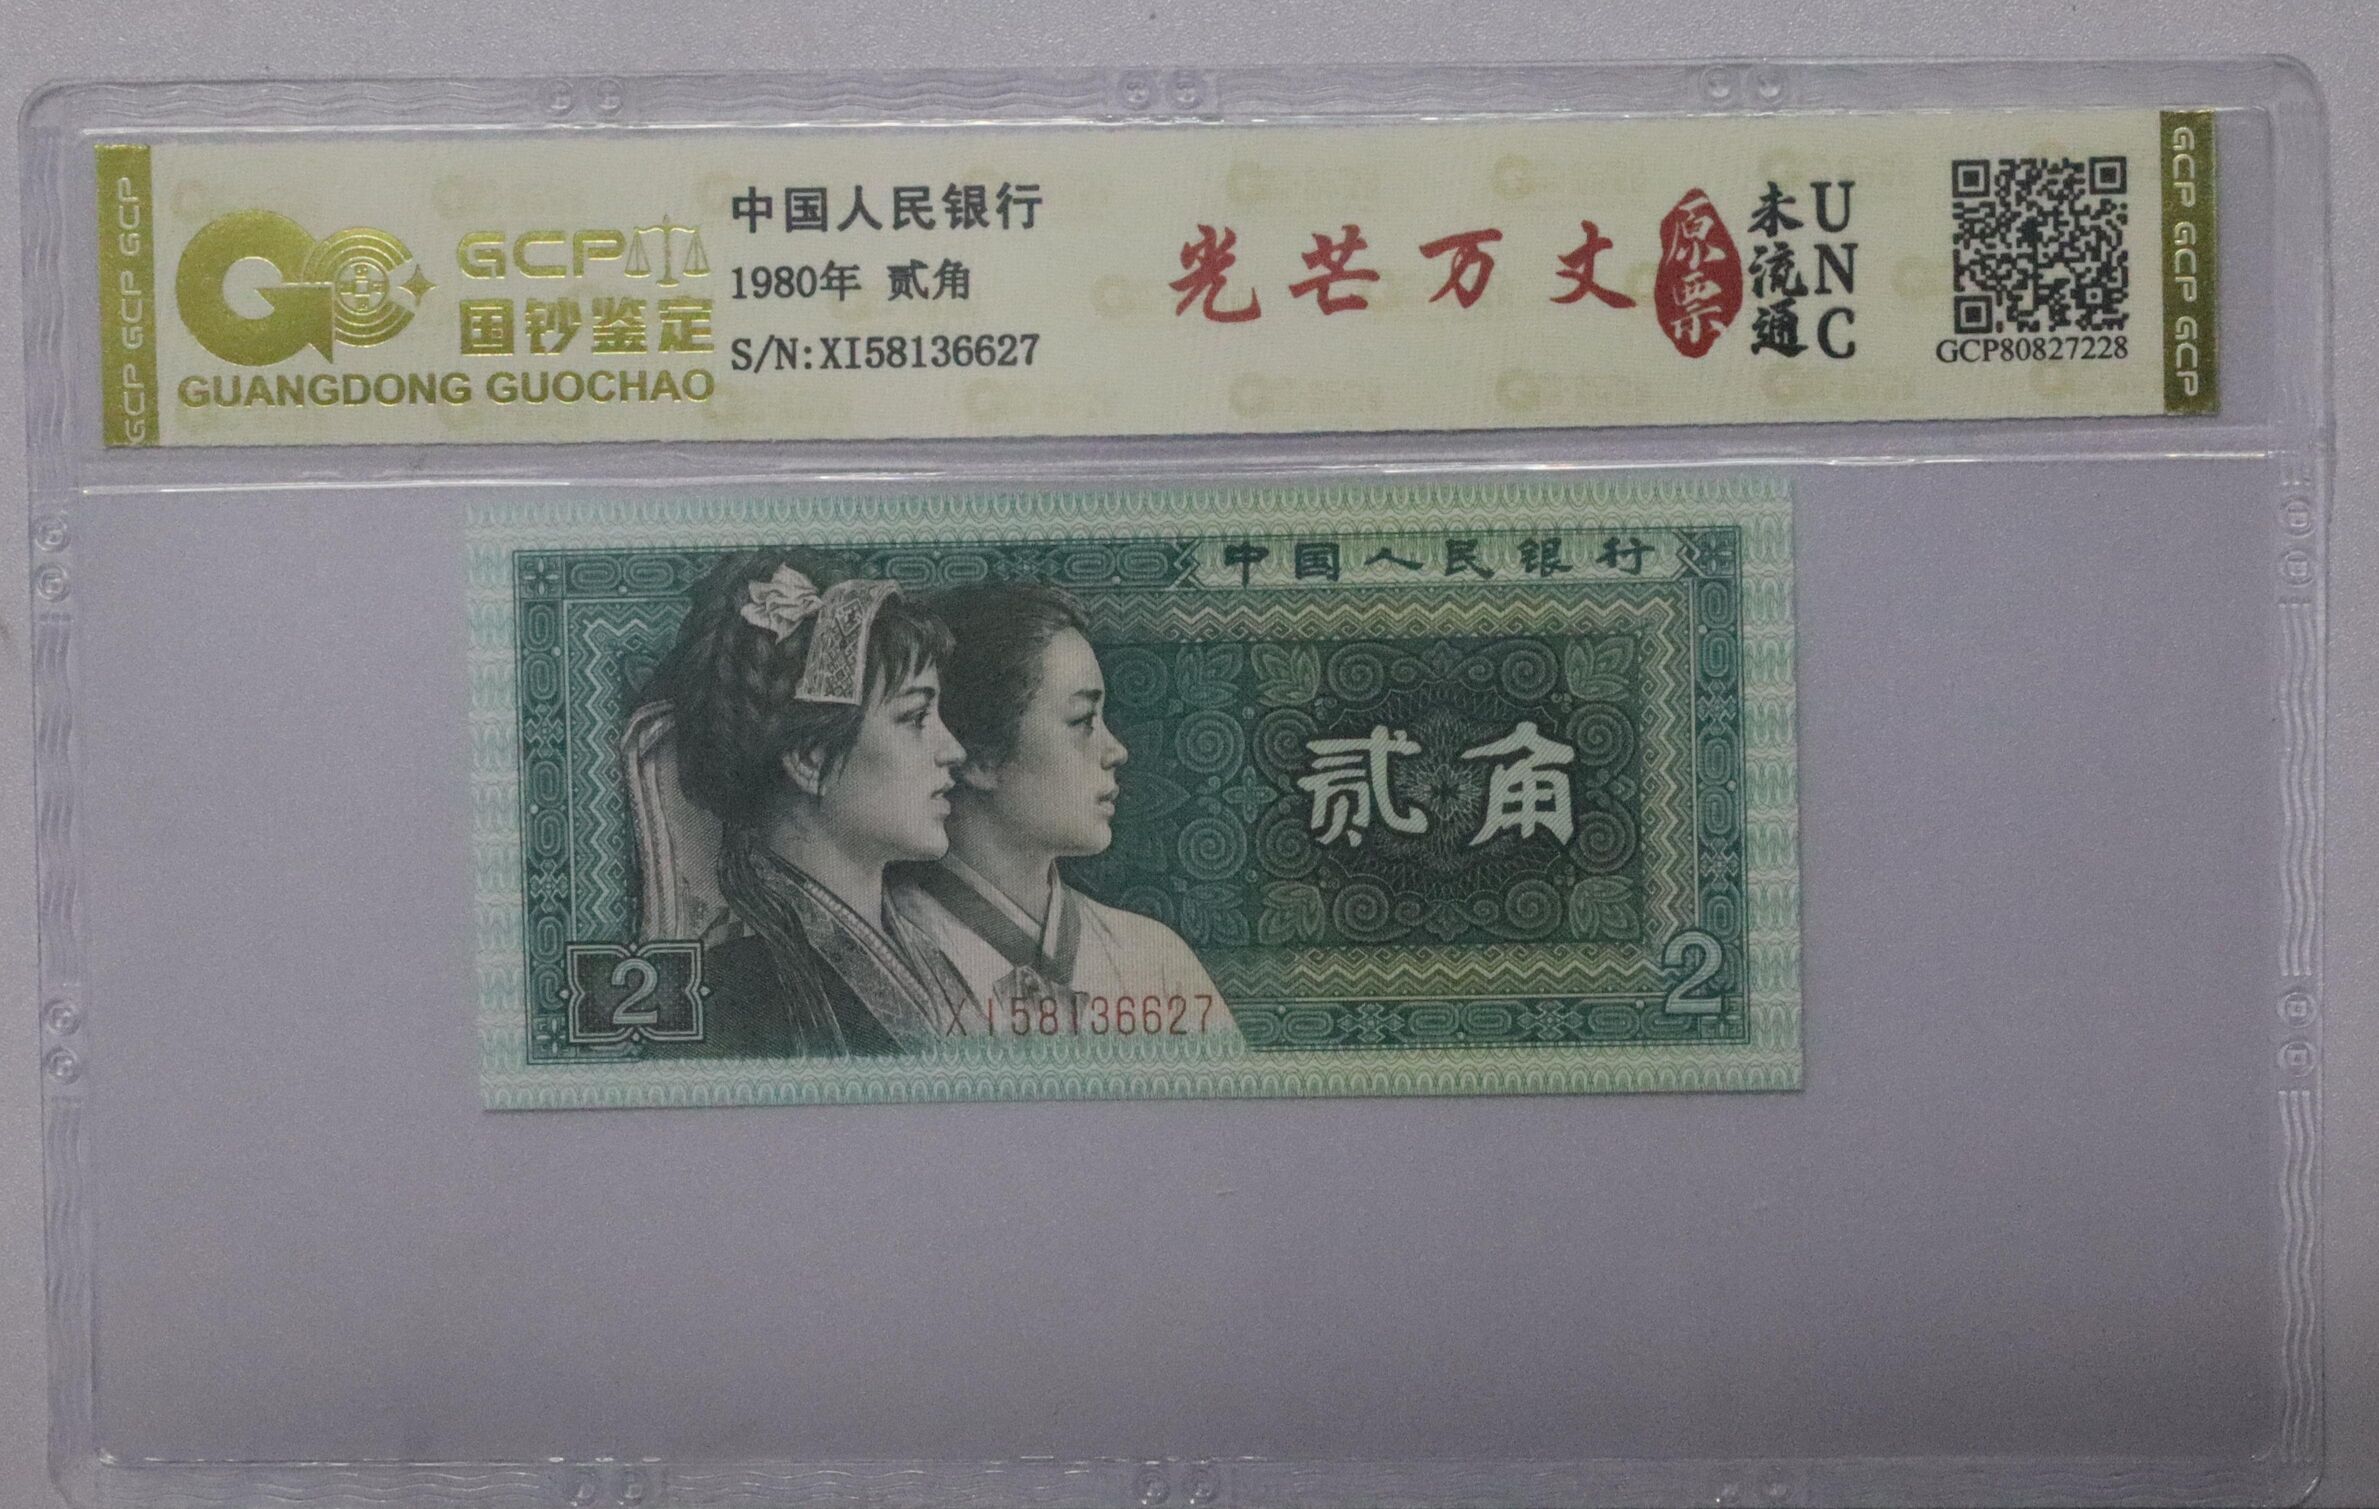 GCP GCP GCP
GCP
国钞鉴定
GUANGDONG GUOCHAO
中国人民银行
1980年 贰角
S/N:XI58136627
光芒万丈
原票
未流通
UNC
GCP80827228
GCP GCP GCP
中国人民银行
贰角
2
2
XI58136627